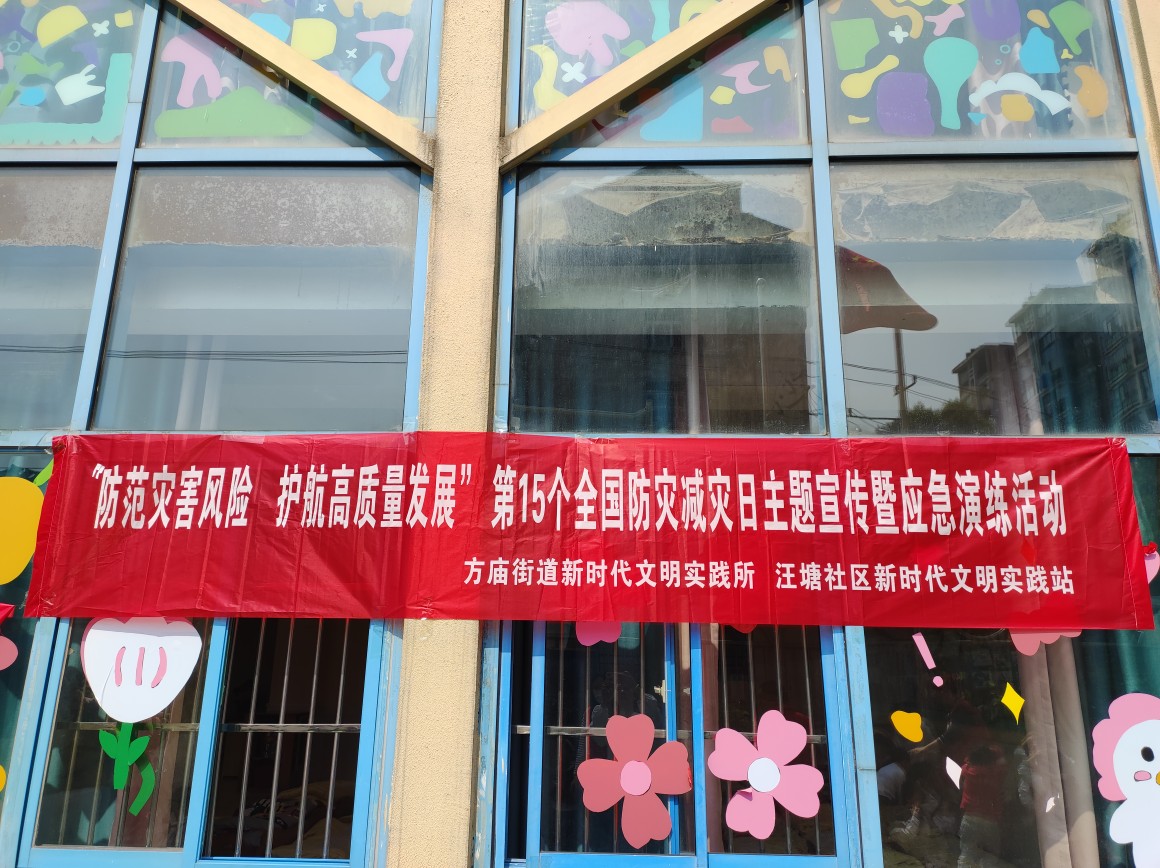 “防范灾害风险 护航高质量发展”第15个全国防灾减灾日主题宣传暨应急演练活动
方庙街道新时代文明实践所 汪塘社区新时代文明实践站